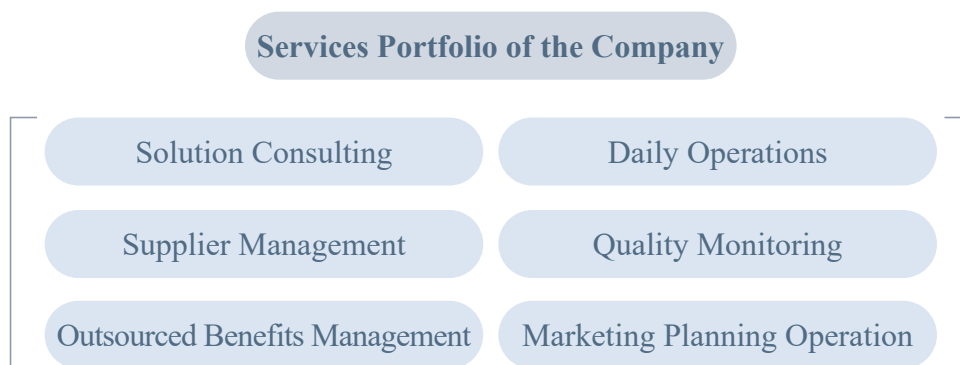 Services Portfolio of the Company
Solution Consulting
Daily Operations
Supplier Management
Quality Monitoring
Outsourced Benefits Management
Marketing Planning Operation